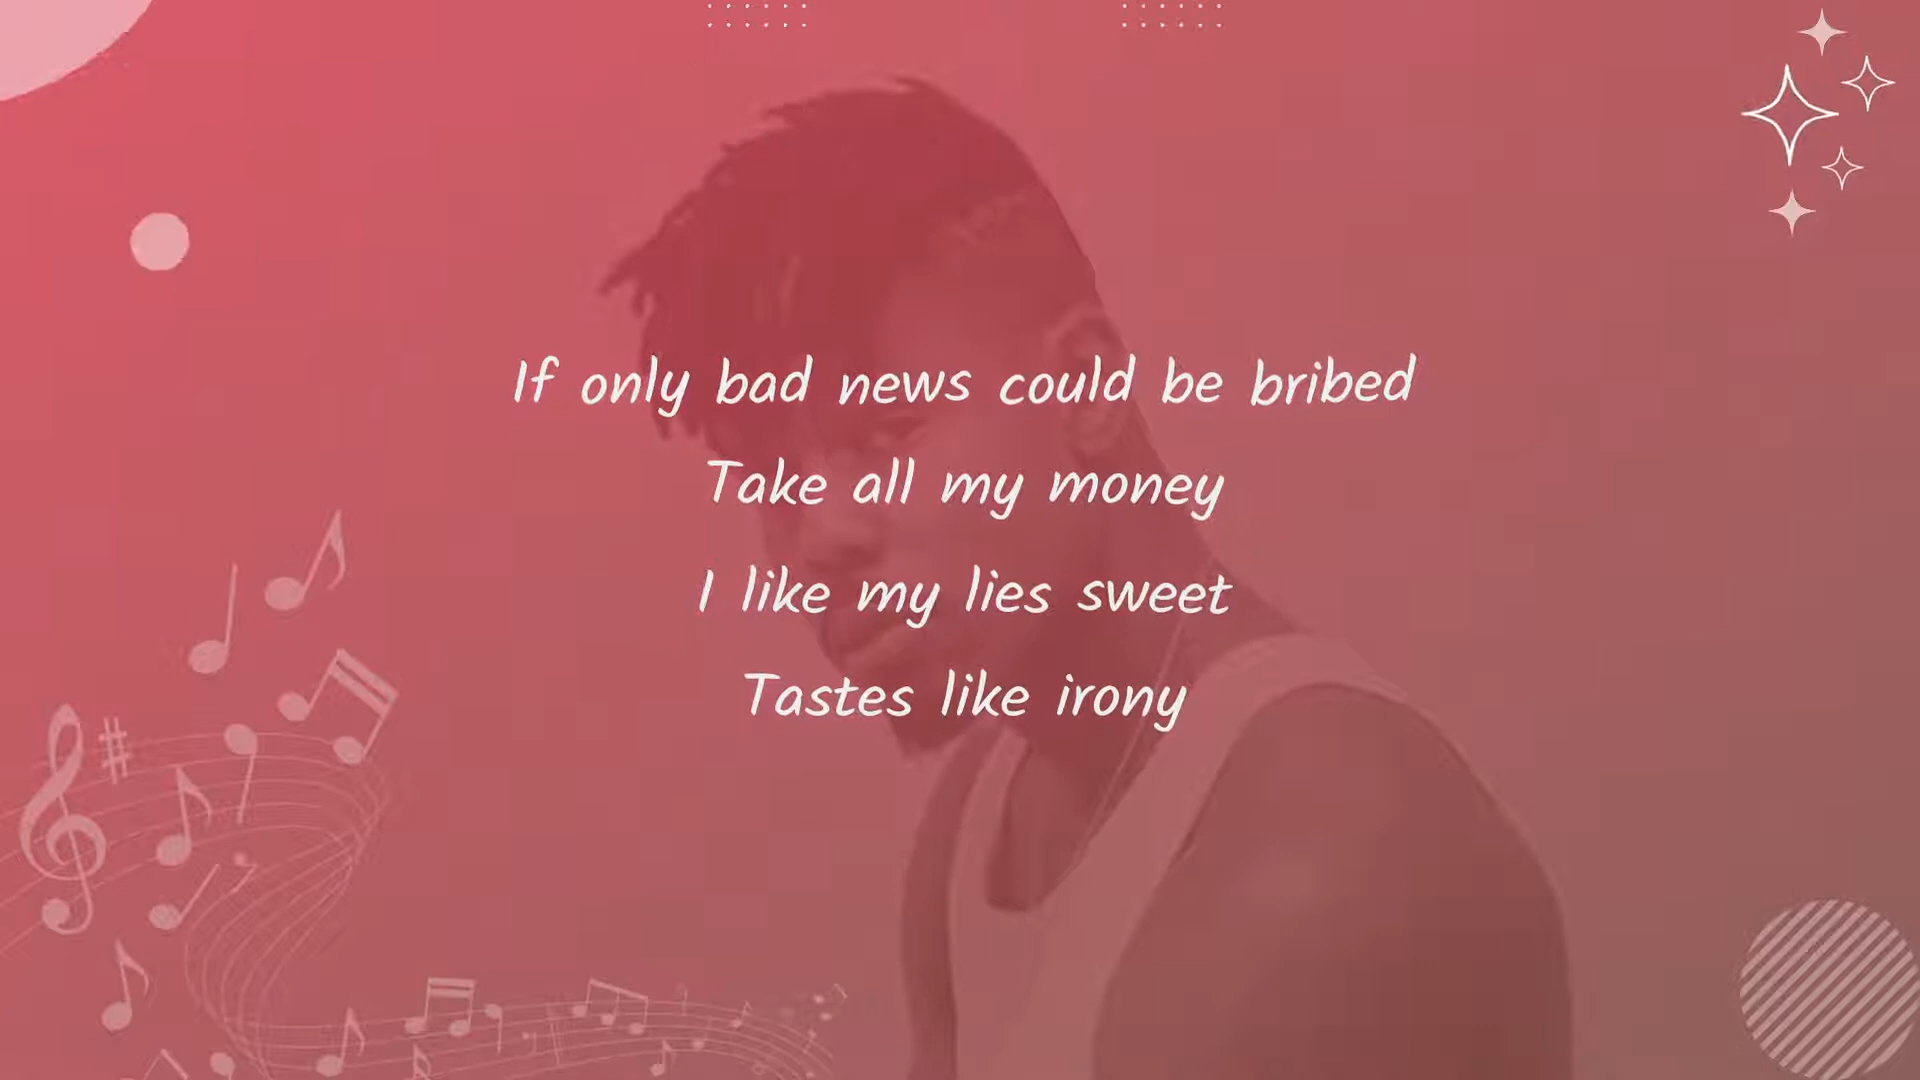 If only bad news could be bribed
Take all my money
I like my lies sweet
Tastes like irony